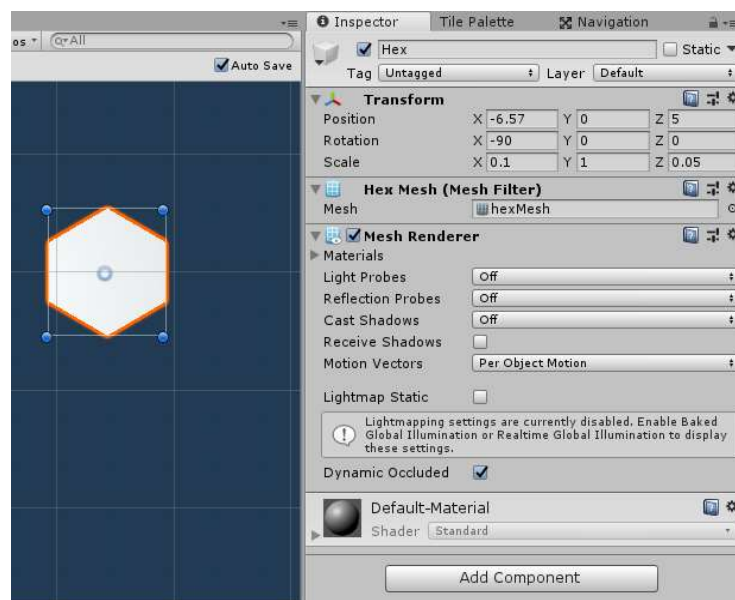 Inspector Tile Palette Navigation
os All
Auto Save
Hex Static
Tag Untagged Layer Default
Transform
Position X -6.57 Y 0 Z 5
Rotation X -90 Y 0 Z 0
Scale X 0.1 Y 1 Z 0.05
Hex Mesh (Mesh Filter)
Mesh hexMesh
Mesh Renderer
Materials
Light Probes Off
Reflection Probes Off
Cast Shadows Off
Receive Shadows
Motion Vectors Per Object Motion
Lightmap Static
Lightmapping settings are currently disabled. Enable Baked
Global Illumination or Realtime Global Illumination to display
these settings.
Dynamic Occluded
Default-Material
Shader Standard
Add Component